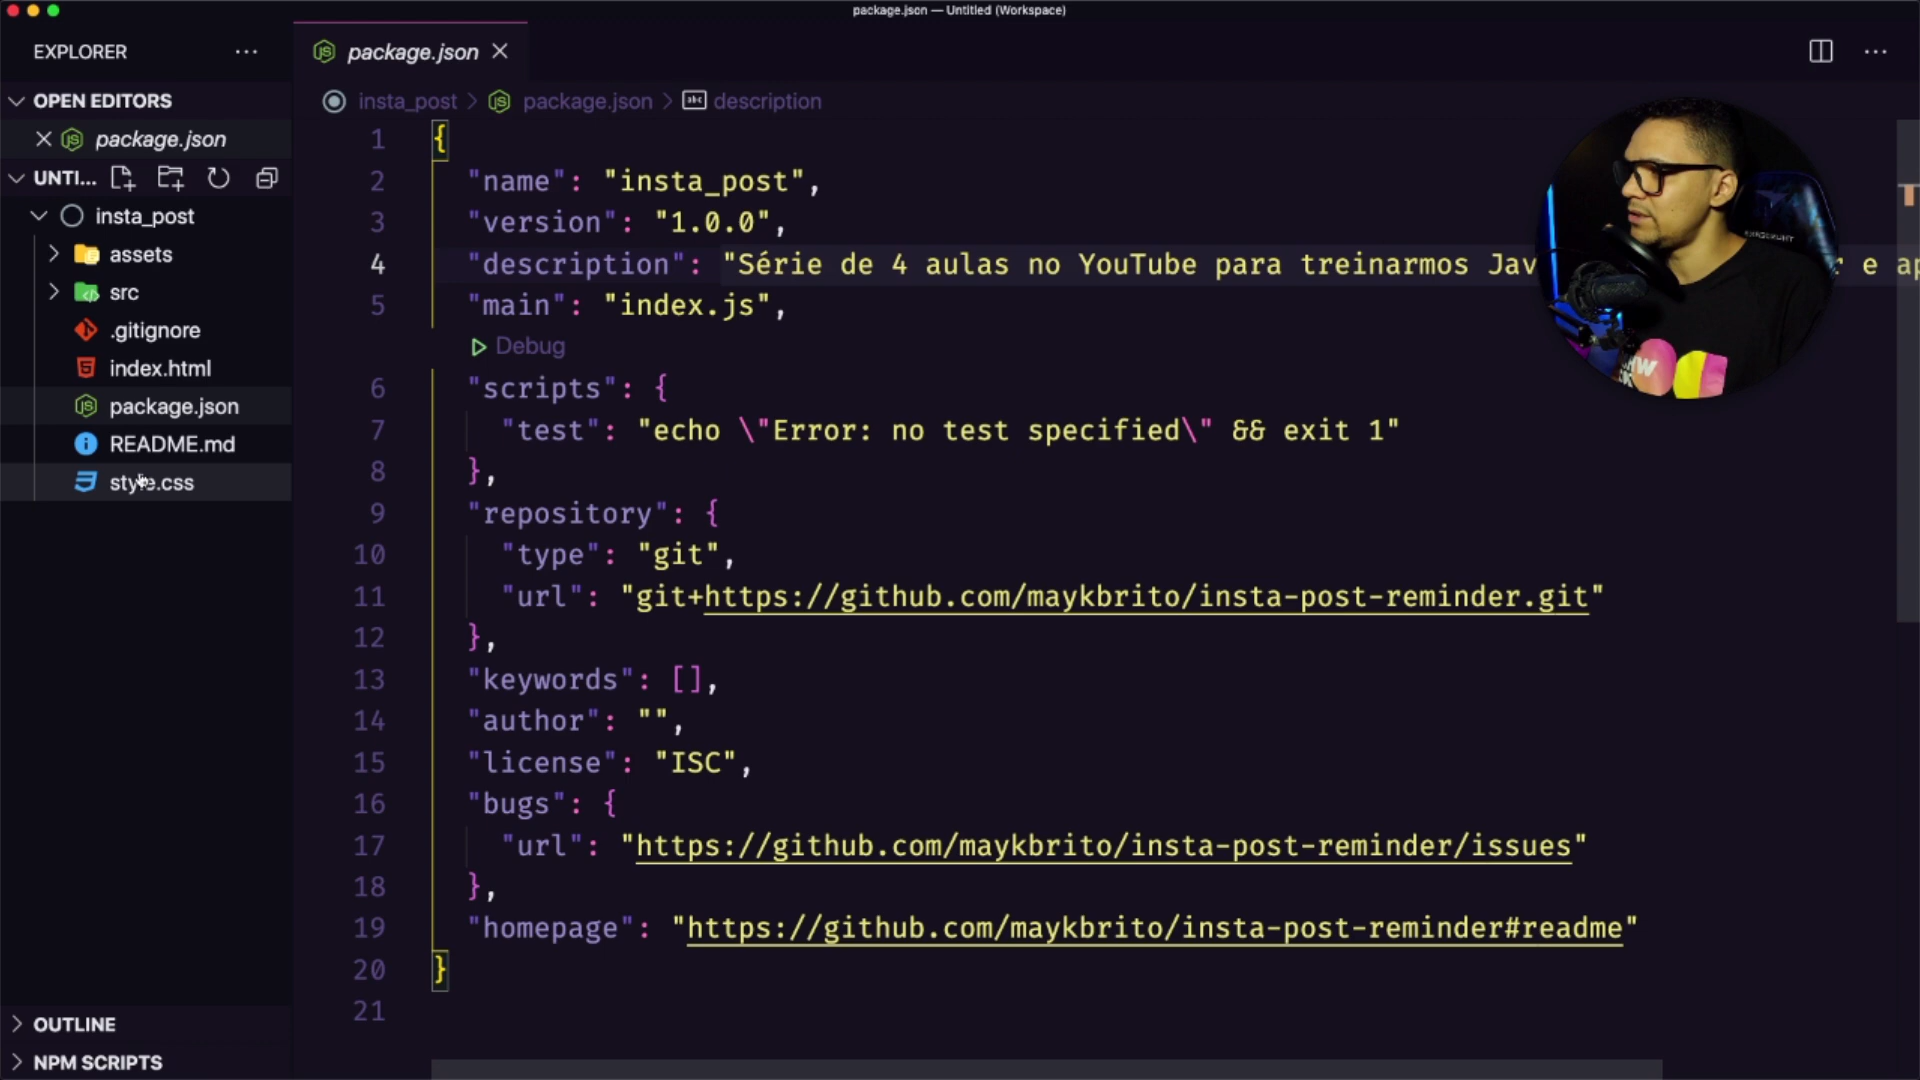 package.json — Untitled (Workspace)
EXPLORER
package.json
OPEN EDITORS
package.json
UNTI...
insta_post
assets
src
.gitignore
index.html
package.json
README.md
style.css
OUTLINE
NPM SCRIPTS
insta_post > package.json > description
1 {
2 "name": "insta_post",
3 "version": "1.0.0",
4 "description": "Série de 4 aulas no YouTube para treinarmos Jav r e ap
5 "main": "index.js",
Debug
6 "scripts": {
7 "test": "echo \"Error: no test specified\" && exit 1"
8 },
9 "repository": {
10 "type": "git",
11 "url": "git+https://github.com/maykbrito/insta-post-reminder.git"
12 },
13 "keywords": [],
14 "author": "",
15 "license": "ISC",
16 "bugs": {
17 "url": "https://github.com/maykbrito/insta-post-reminder/issues"
18 },
19 "homepage": "https://github.com/maykbrito/insta-post-reminder#readme"
20 }
21